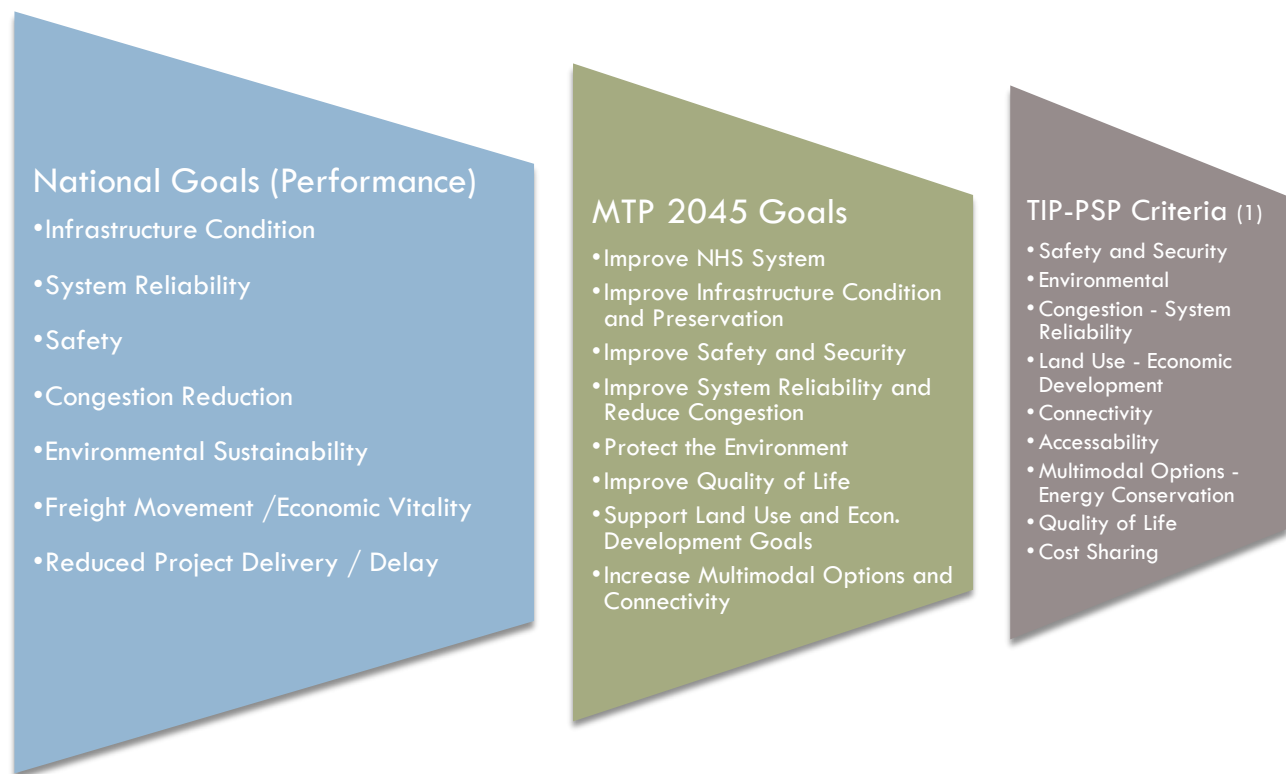 National Goals (Performance)
•Infrastructure Condition
•System Reliability
•Safety
•Congestion Reduction
•Environmental Sustainability
•Freight Movement /Economic Vitality
•Reduced Project Delivery / Delay
MTP 2045 Goals
•Improve NHS System
•Improve Infrastructure Condition
and Preservation
•Improve Safety and Security
•Improve System Reliability and
Reduce Congestion
•Protect the Environment
•Improve Quality of Life
•Support Land Use and Econ.
Development Goals
•Increase Multimodal Options and
Connectivity
TIP-PSP Criteria (1)
•Safety and Security
•Environmental
•Congestion - System
Reliability
•Land Use - Economic
Development
•Connectivity
•Accessability
•Multimodal Options -
Energy Conservation
•Quality of Life
•Cost Sharing